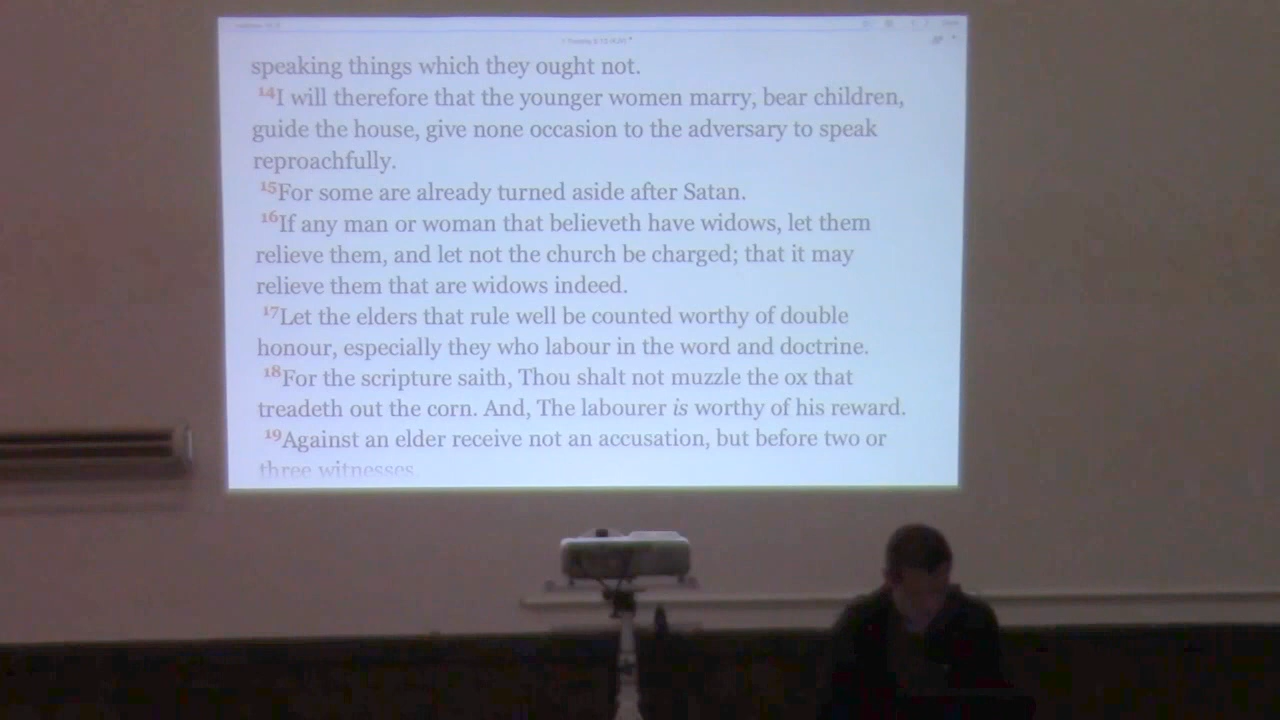 speaking things which they ought not.
14I will therefore that the younger women marry, bear children,
guide the house, give none occasion to the adversary to speak
reproachfully.
15For some are already turned aside after Satan.
16If any man or woman that believeth have widows, let them
relieve them, and let not the church be charged; that it may
relieve them that are widows indeed.
17Let the elders that rule well be counted worthy of double
honour, especially they who labour in the word and doctrine.
18For the scripture saith, Thou shalt not muzzle the ox that
treadeth out the corn. And, The labourer is worthy of his reward.
19Against an elder receive not an accusation, but before two or
three witnesses.